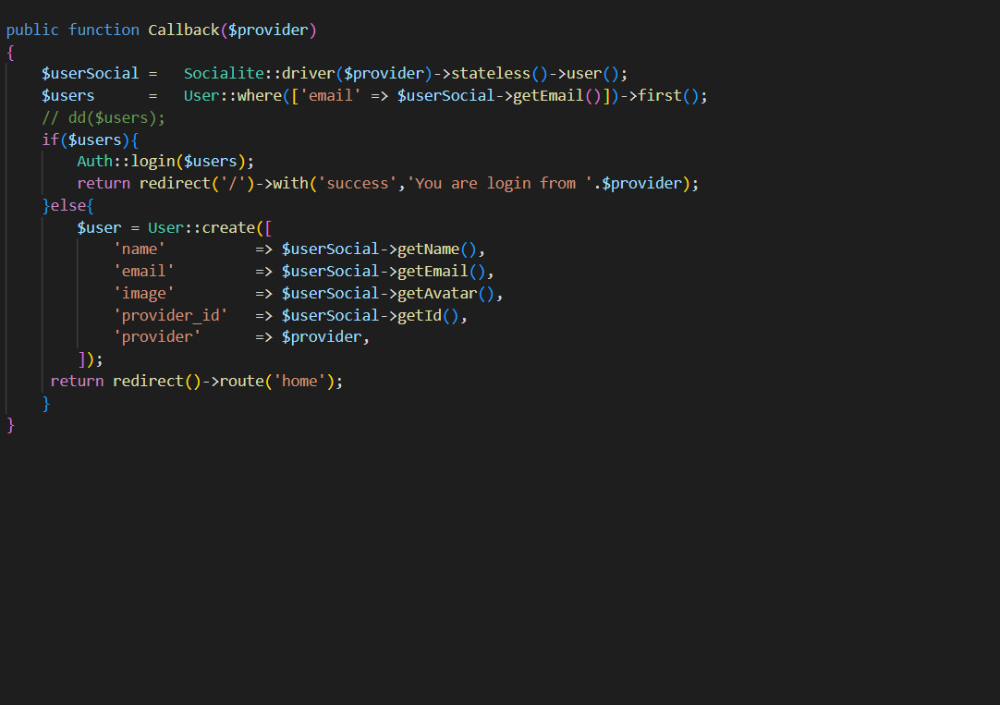 public function Callback($provider)
{
    $userSocial =   Socialite::driver($provider)->stateless()->user();
    $users      =   User::where(['email' => $userSocial->getEmail()])->first();
    // dd($users);
    if($users){
        Auth::login($users);
        return redirect('/')->with('success','You are login from '.$provider);
    }else{
        $user = User::create([
            'name'          => $userSocial->getName(),
            'email'         => $userSocial->getEmail(),
            'image'         => $userSocial->getAvatar(),
            'provider_id'   => $userSocial->getId(),
            'provider'      => $provider,
        ]);
     return redirect()->route('home');
    }
}